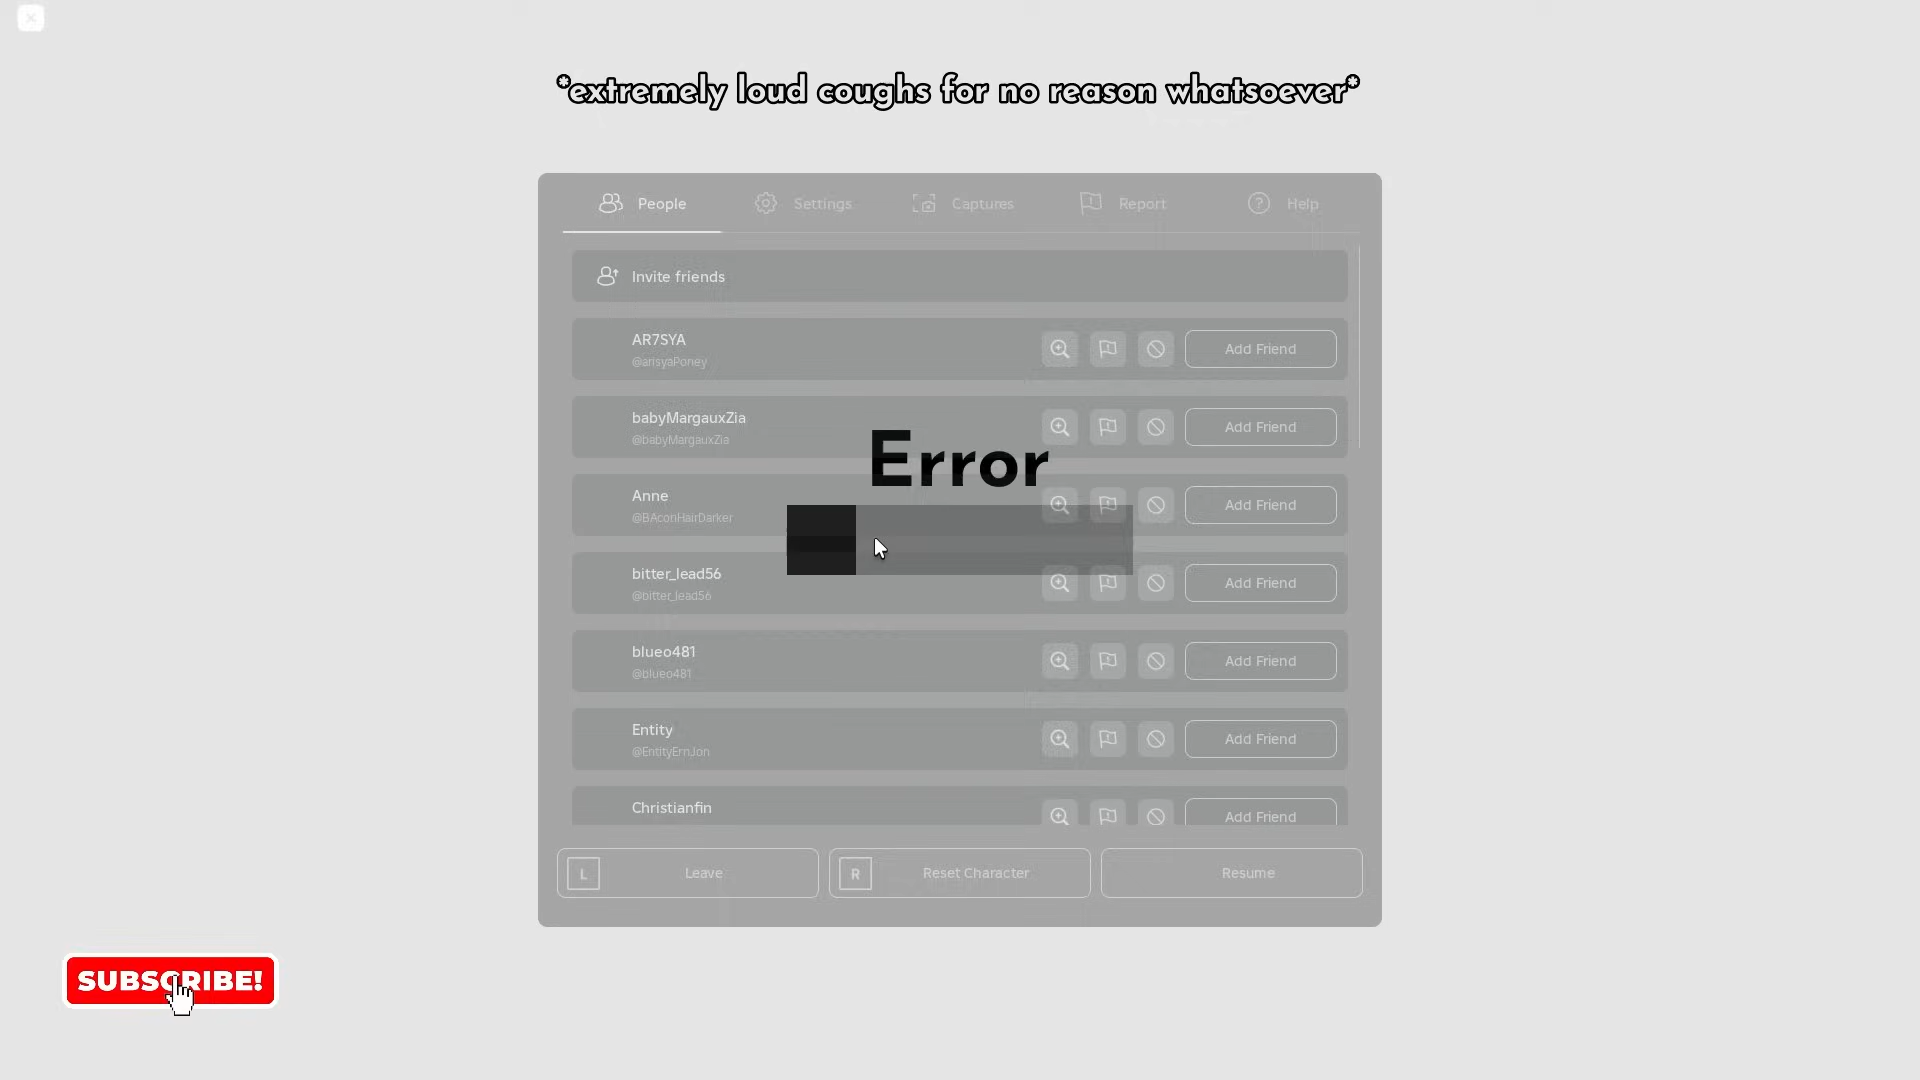 *extremely loud coughs for no reason whatsoever*
People Settings Captures Report Help
Invite friends
AR7SYA
@arisyaPoney
Add Friend
babyMargauxZia
@babyMargauxZia
Add Friend
Error
Anne
@BAconHairDarker
Add Friend
bitter_lead56
@bitter_lead56
Add Friend
blueo481
@blueo481
Add Friend
Entity
@EntityErnJon
Add Friend
Christianfin
Add Friend
L Leave
R Reset Character
Resume
SUBSCRIBE!